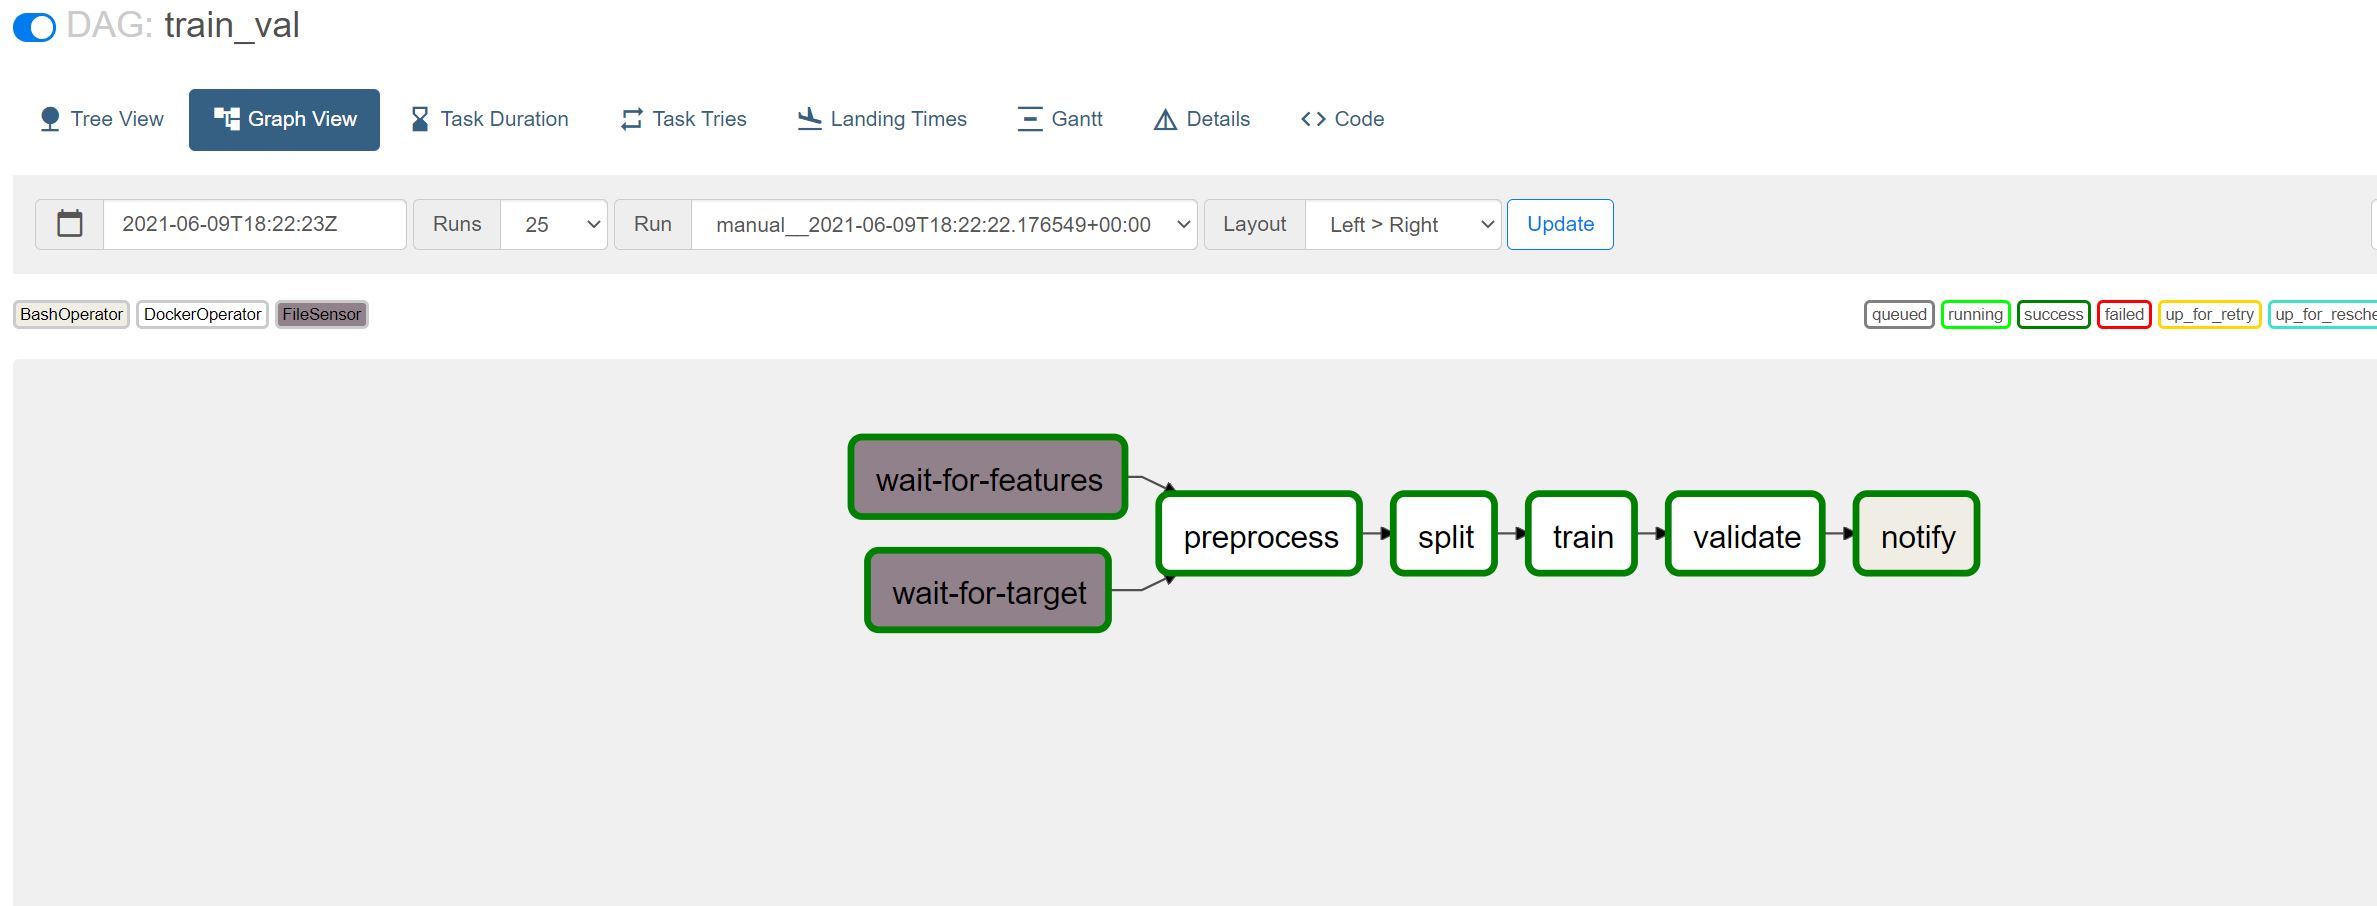 DAG: train_val
Tree View Graph View Task Duration Task Tries Landing Times Gantt Details Code
2021-06-09T18:22:23Z Runs 25 Run manual__2021-06-09T18:22:22.176549+00:00 Layout Left > Right Update
BashOperator DockerOperator FileSensor queued running success failed up_for_retry up_for_resche
wait-for-features
preprocess split train validate notify
wait-for-target